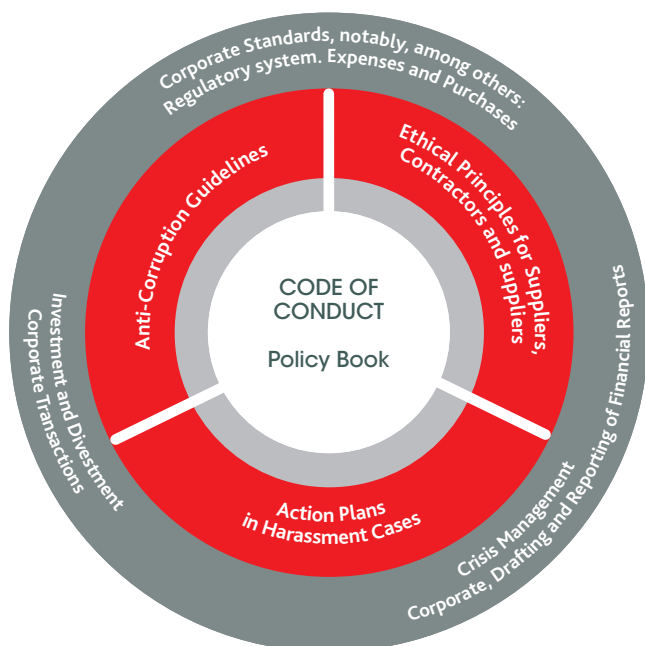 Corporate Standards, notably, among others:
Regulatory system. Expenses and Purchases
Anti-Corruption Guidelines
Ethical Principles for Suppliers,
Contractors and suppliers
CODE OF
CONDUCT
Policy Book
Investment and Divestment
Corporate Transactions
Action Plans
in Harassment Cases
Crisis Management
Corporate, Drafting and Reporting of Financial Reports